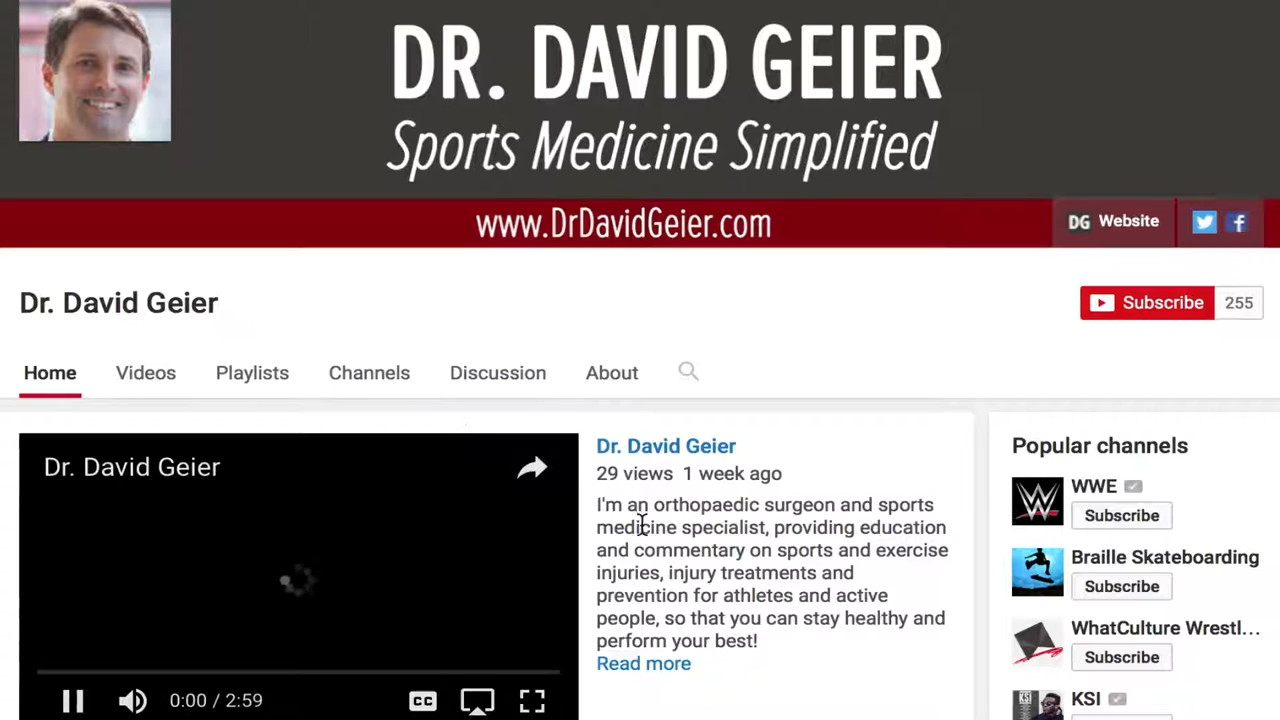 DR. DAVID GEIER
Sports Medicine Simplified
www.DrDavidGeier.com
DG Website
Dr. David Geier
Subscribe 255
Home Videos Playlists Channels Discussion About
Dr. David Geier
0:00 / 2:59
CC
Dr. David Geier
29 views 1 week ago
I'm an orthopaedic surgeon and sports
medicine specialist, providing education
and commentary on sports and exercise
injuries, injury treatments and
prevention for athletes and active
people, so that you can stay healthy and
perform your best!
Read more
Popular channels
WWE
Subscribe
Braille Skateboarding
Subscribe
WhatCulture Wrestl...
Subscribe
KSI